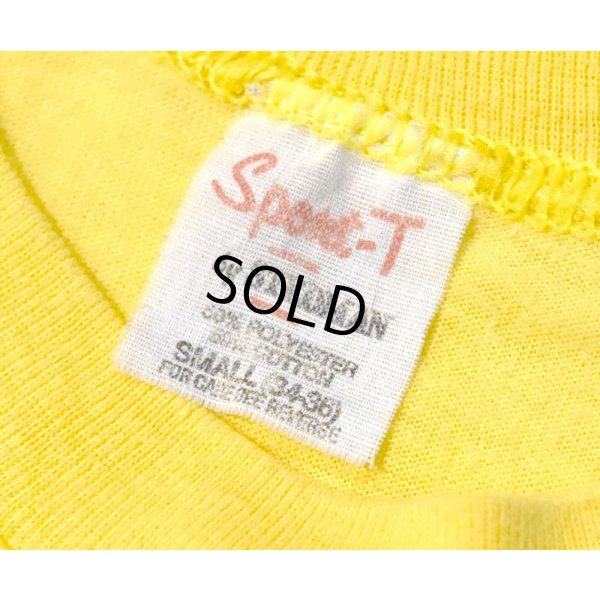 Sport-T
SOLD
50% POLYESTER
50% COTTON
SMALL (34-36)
FOR CARE SEE REVERSE